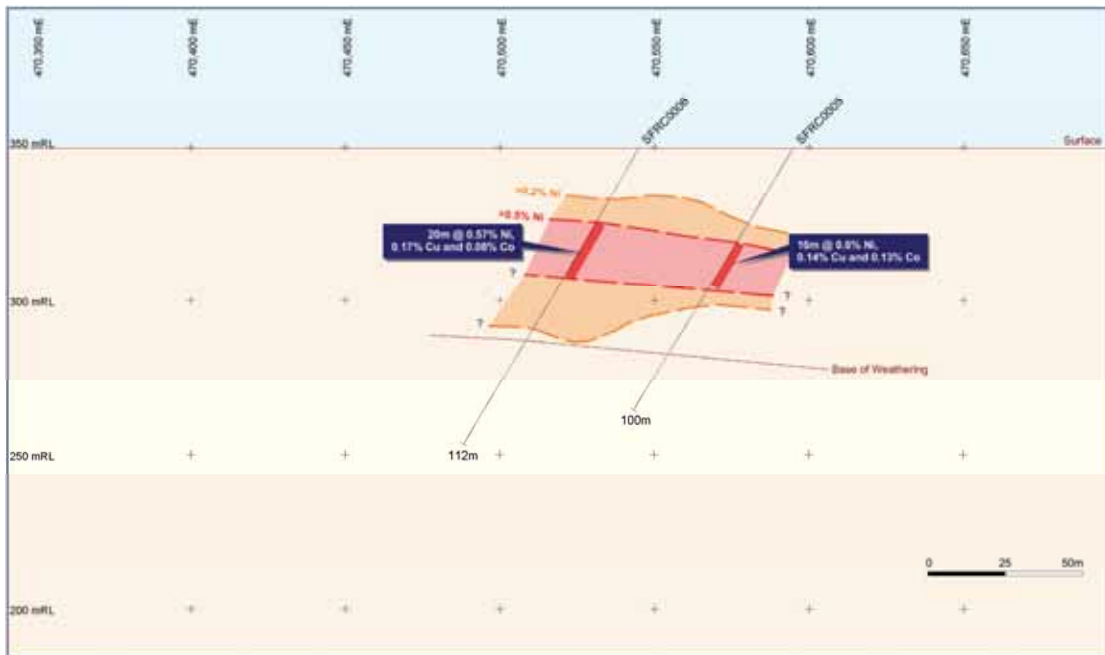 470,350 mE
470,400 mE
470,450 mE
470,500 mE
470,550 mE
470,600 mE
470,650 mE
SFRC0006
SFRC0005
350 mRL
Surface
>0.2% Ni
>0.5% Ni
20m @ 0.57% Ni,
0.17% Cu and 0.08% Co
16m @ 0.6% Ni,
0.14% Cu and 0.13% Co
?
?
300 mRL
?
?
Base of Weathering
100m
112m
250 mRL
0 25 50m
200 mRL